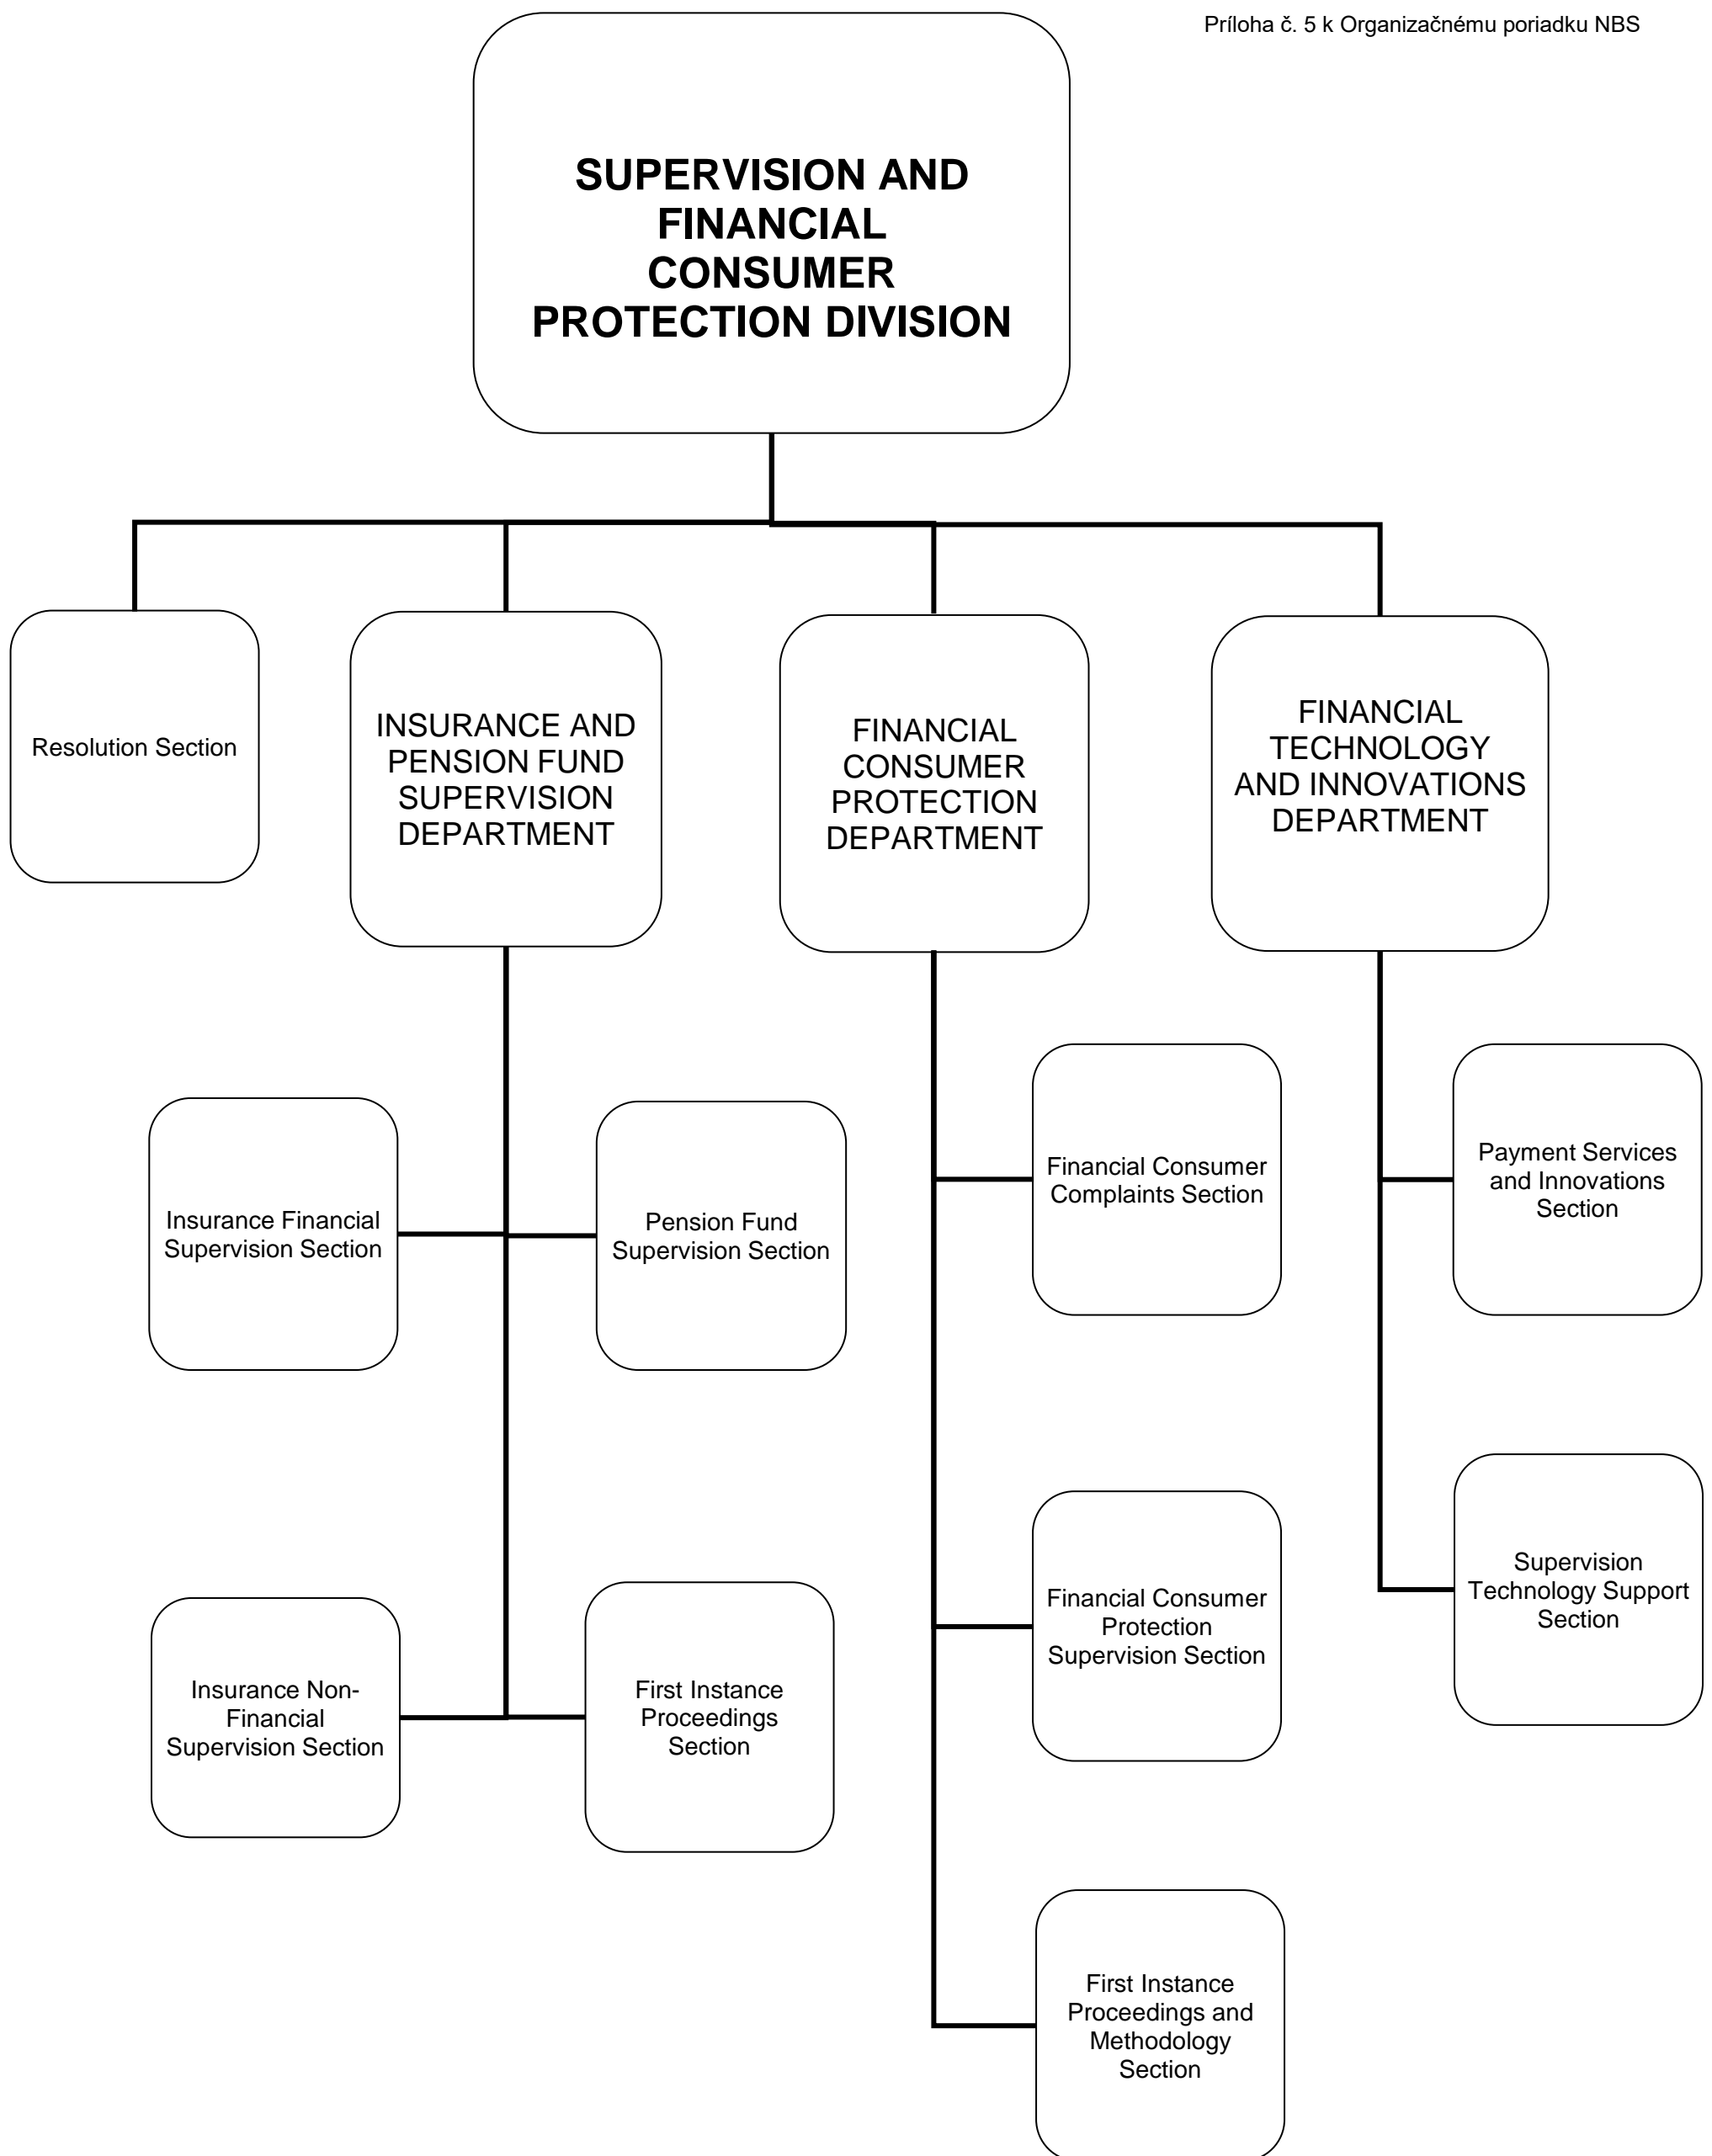 Príloha č. 5 k Organizačnému poriadku NBS
SUPERVISION AND
FINANCIAL
CONSUMER
PROTECTION DIVISION
Resolution Section
INSURANCE AND
PENSION FUND
SUPERVISION
DEPARTMENT
FINANCIAL
CONSUMER
PROTECTION
DEPARTMENT
FINANCIAL
TECHNOLOGY
AND INNOVATIONS
DEPARTMENT
Insurance Financial
Supervision Section
Pension Fund
Supervision Section
Financial Consumer
Complaints Section
Payment Services
and Innovations
Section
Insurance Non-
Financial
Supervision Section
First Instance
Proceedings
Section
Financial Consumer
Protection
Supervision Section
Supervision
Technology Support
Section
First Instance
Proceedings and
Methodology
Section